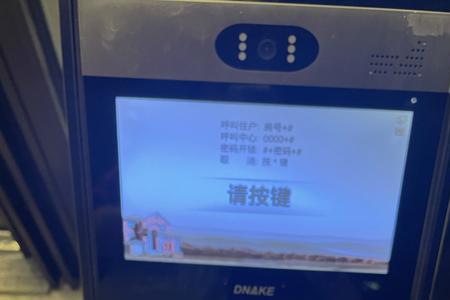 呼叫住户: 房号+#
呼叫中心: 0000+#
密码开锁: #+密码+#
取 消: 按*键
请按键
DNAKE